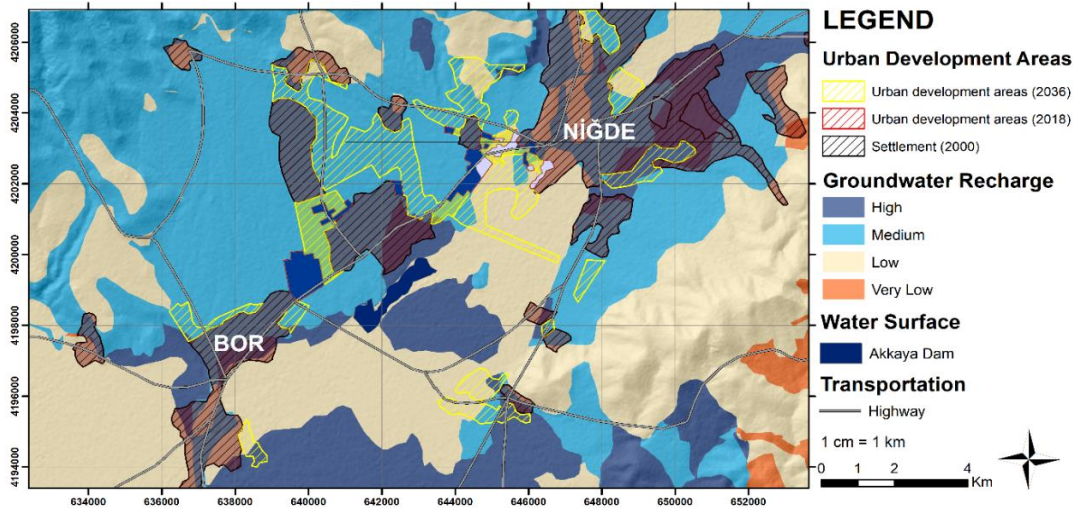 4206000
4204000
4202000
4200000
4198000
4196000
4194000
NİĞDE
BOR
634000 636000 638000 640000 642000 644000 646000 648000 650000 652000
LEGEND
Urban Development Areas
Urban development areas (2036)
Urban development areas (2018)
Settlement (2000)
Groundwater Recharge
High
Medium
Low
Very Low
Water Surface
Akkaya Dam
Transportation
Highway
1 cm = 1 km
0 1 2 4
Km